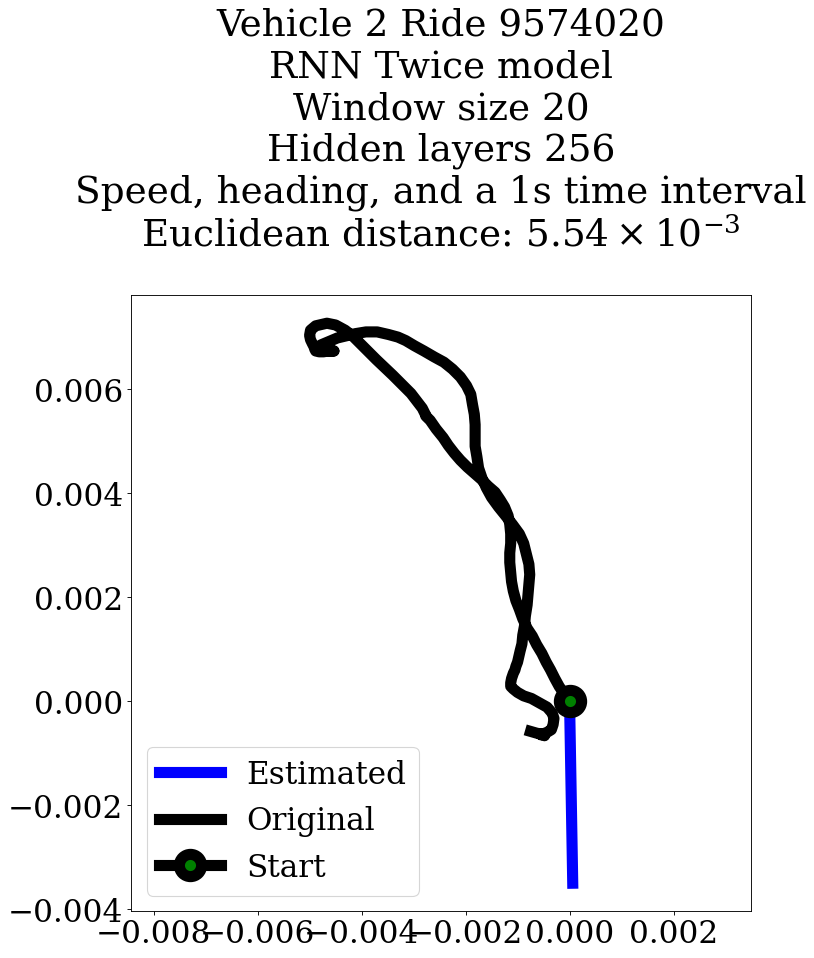 Vehicle 2 Ride 9574020
RNN Twice model
Window size 20
Hidden layers 256
Speed, heading, and a 1s time interval
Euclidean distance: 5.54 × 10⁻³
0.006
0.004
0.002
0.000
−0.002
−0.004
Estimated
Original
Start
−0.008 −0.006 −0.004 −0.002 0.000 0.002